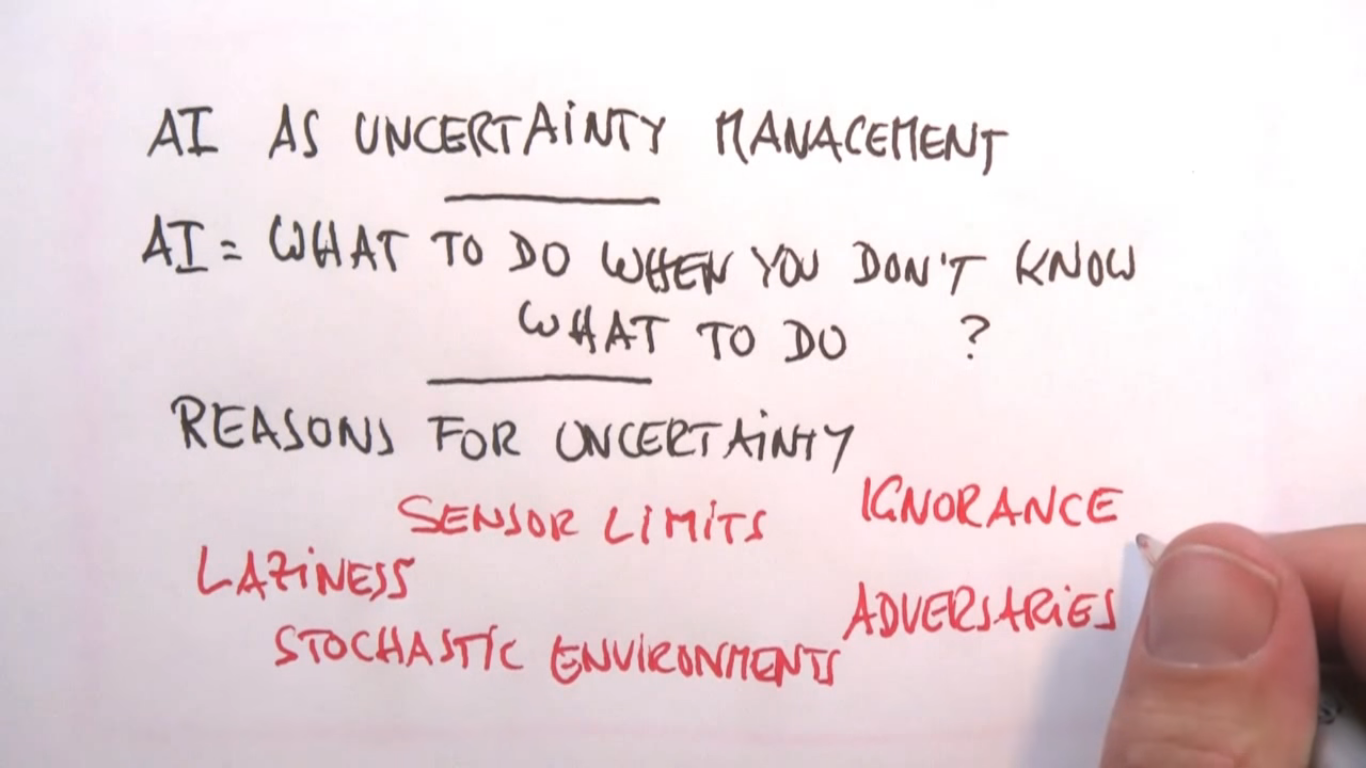 AI AS UNCERTAINTY MANAGEMENT
AI = WHAT TO DO WHEN YOU DON'T KNOW
WHAT TO DO ?
REASONS FOR UNCERTAINTY
SENSOR LIMITS
IGNORANCE
LAZINESS
ADVERSARIES
STOCHASTIC ENVIRONMENTS